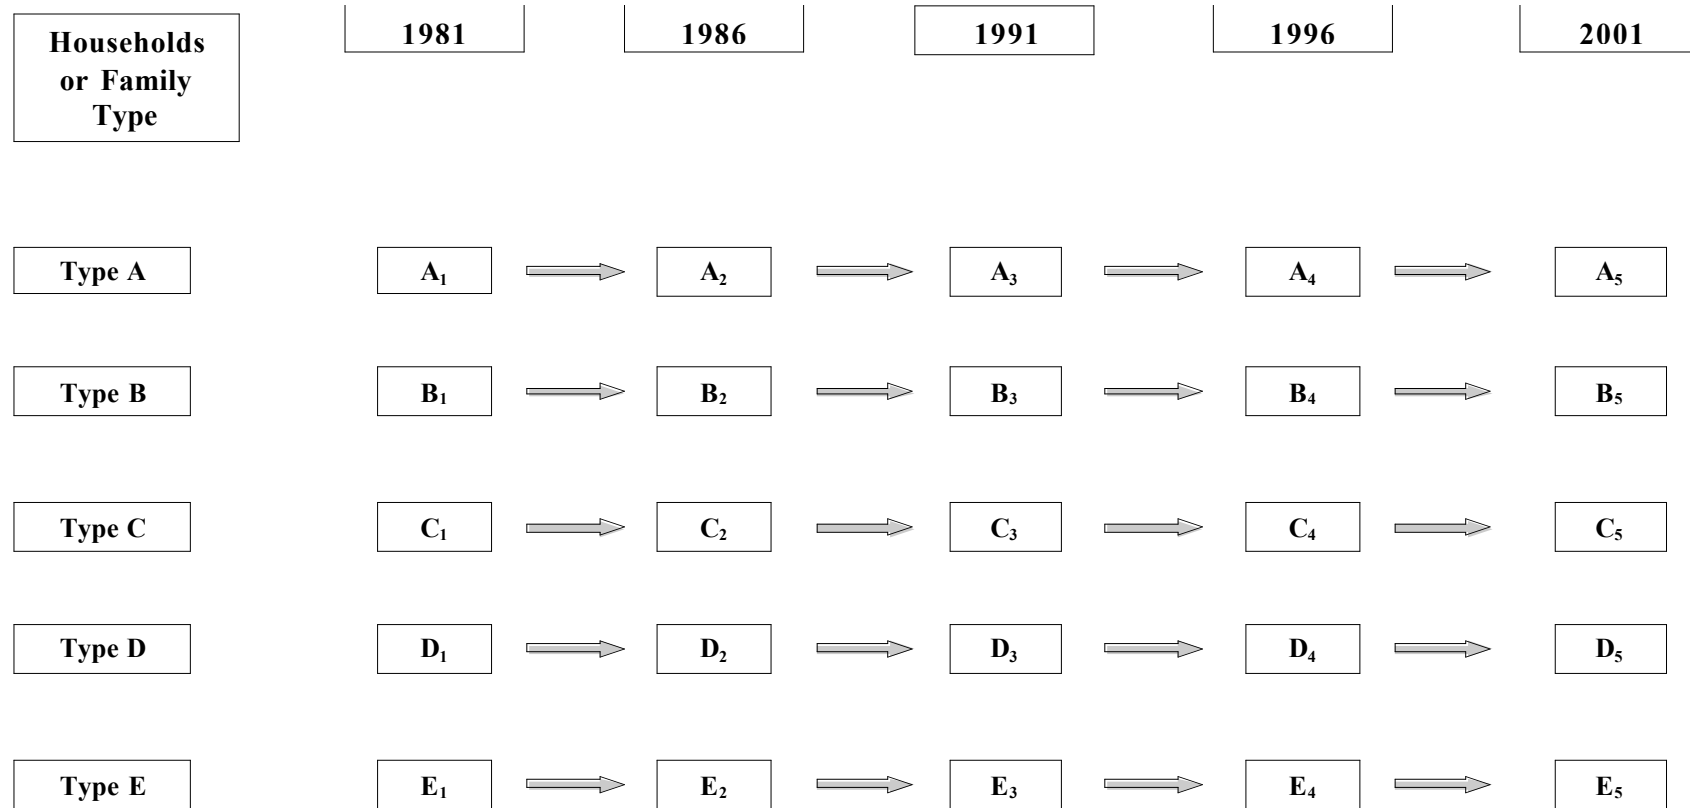 Households
or Family
Type
1981 1986 1991 1996 2001
Type A A₁ A₂ A₃ A₄ A₅
Type B B₁ B₂ B₃ B₄ B₅
Type C C₁ C₂ C₃ C₄ C₅
Type D D₁ D₂ D₃ D₄ D₅
Type E E₁ E₂ E₃ E₄ E₅